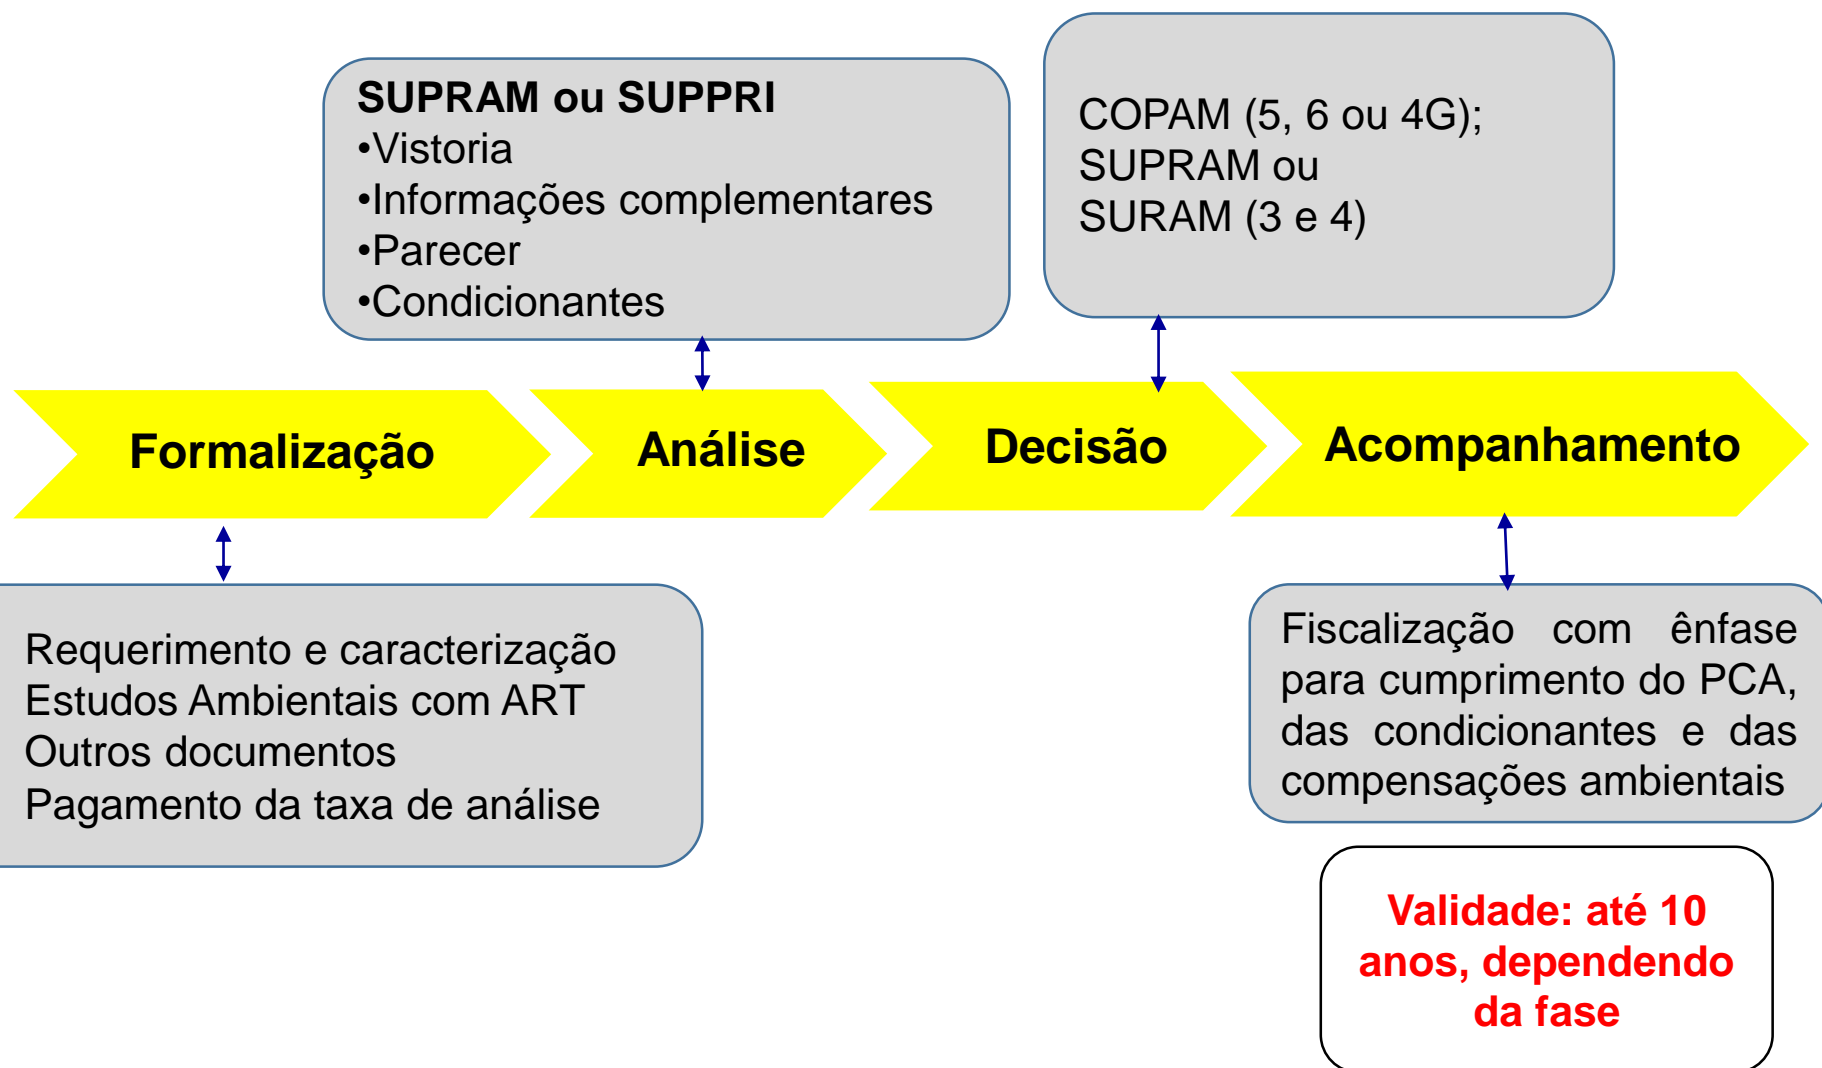 SUPRAM ou SUPPRI
•Vistoria
•Informações complementares
•Parecer
•Condicionantes
COPAM (5, 6 ou 4G);
SUPRAM ou
SURAM (3 e 4)
Formalização
Análise
Decisão
Acompanhamento
Requerimento e caracterização
Estudos Ambientais com ART
Outros documentos
Pagamento da taxa de análise
Fiscalização com ênfase
para cumprimento do PCA,
das condicionantes e das
compensações ambientais
Validade: até 10
anos, dependendo
da fase